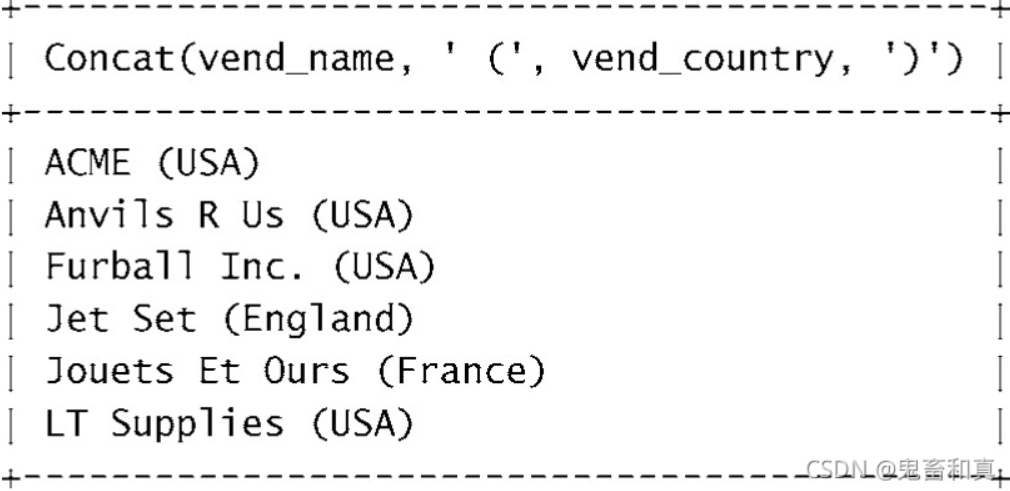 +---------------------------------------------+
| Concat(vend_name, ' (', vend_country, ')') |
+---------------------------------------------+
| ACME (USA) |
| Anvils R Us (USA) |
| Furball Inc. (USA) |
| Jet Set (England) |
| Jouets Et Ours (France) |
| LT Supplies (USA) |
+---------------------------------------------+
CSDN @鬼畜和真